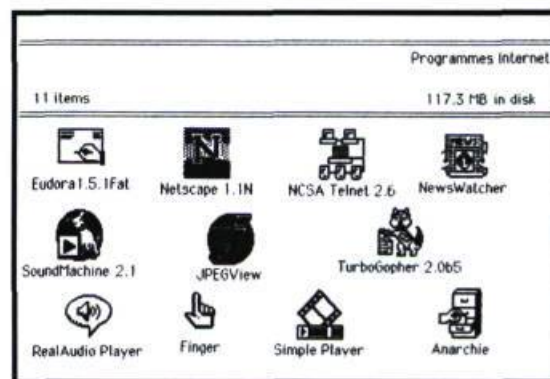 Programmes Internet
11 items 117.3 MB in disk
Eudora1.5.1Fat Netscape 1.1N NCSA Telnet 2.6 NewsWatcher
SoundMachine 2.1 JPEGView TurboGopher 2.0b5
RealAudio Player Finger Simple Player Anarchie